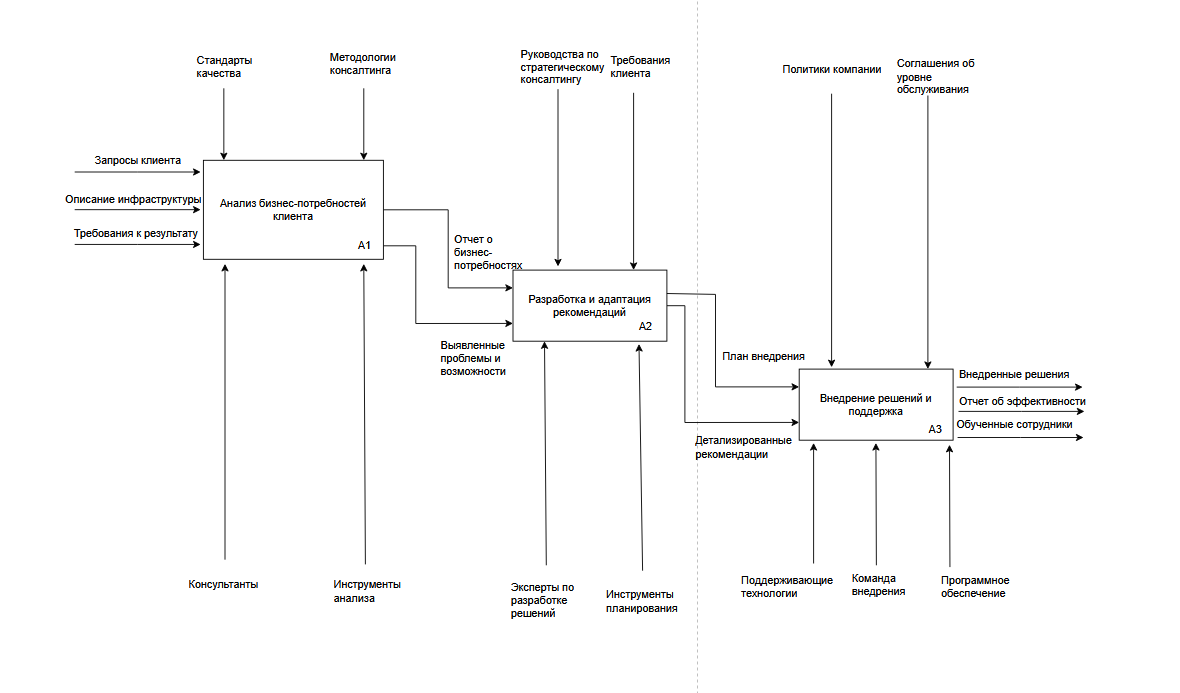 Стандарты
качества
Методологии
консалтинга
Руководства по
стратегическому
консалтингу
Требования
клиента
Политики компании
Соглашения об
уровне
обслуживания
Запросы клиента
Описание инфраструктуры
Требования к результату
Анализ бизнес-потребностей
клиента
A1
Отчет о
бизнес-
потребностях
Разработка и адаптация
рекомендаций
A2
Выявленные
проблемы и
возможности
План внедрения
Внедрение решений и
поддержка
A3
Внедренные решения
Отчет об эффективности
Обученные сотрудники
Детализированные
рекомендации
Консультанты
Инструменты
анализа
Эксперты по
разработке
решений
Инструменты
планирования
Поддерживающие
технологии
Команда
внедрения
Программное
обеспечение